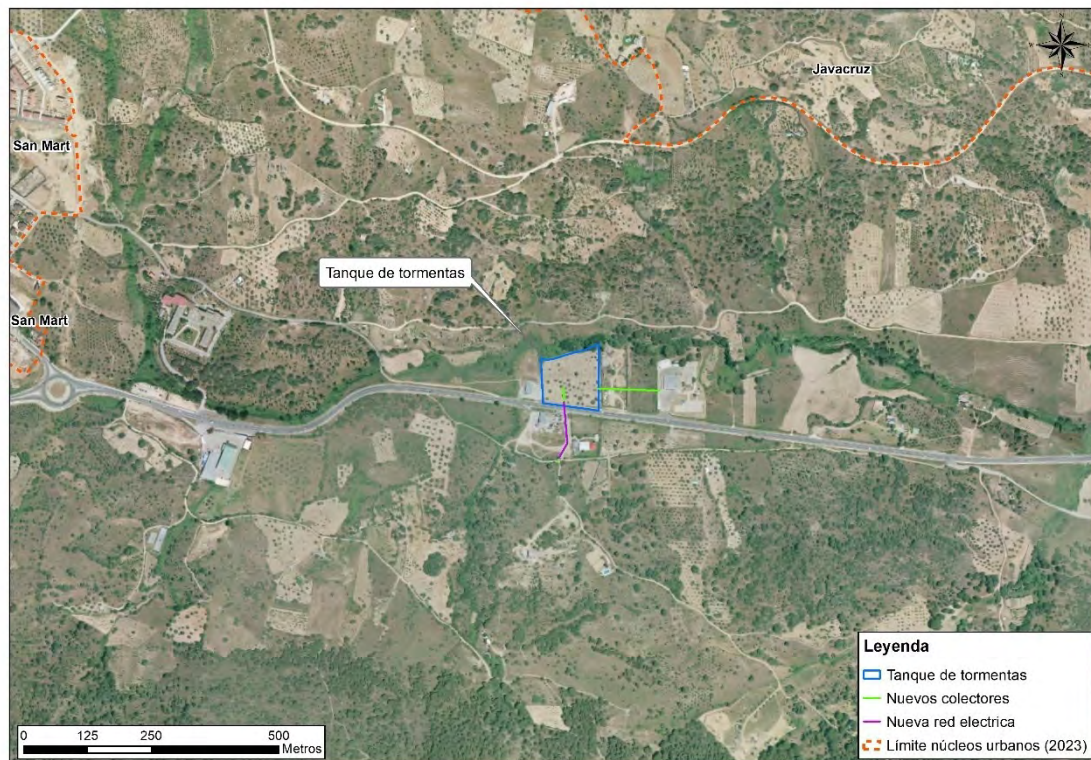 Javacruz
San Mart
Tanque de tormentas
San Mart
Leyenda
Tanque de tormentas
Nuevos colectores
Nueva red electrica
Límite núcleos urbanos (2023)
0 125 250 500
Metros